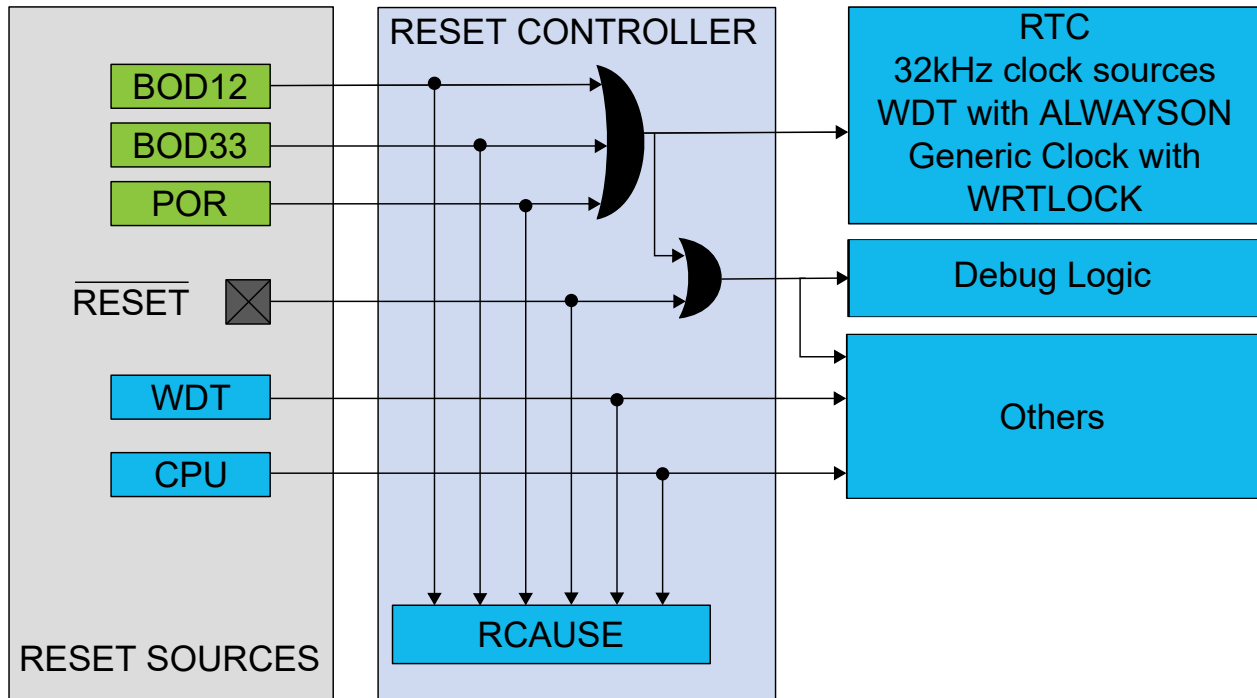 RESET CONTROLLER
RTC
32kHz clock sources
WDT with ALWAYSON
Generic Clock with
WRTLOCK
BOD12
BOD33
POR
RESET
Debug Logic
WDT
CPU
Others
RCAUSE
RESET SOURCES